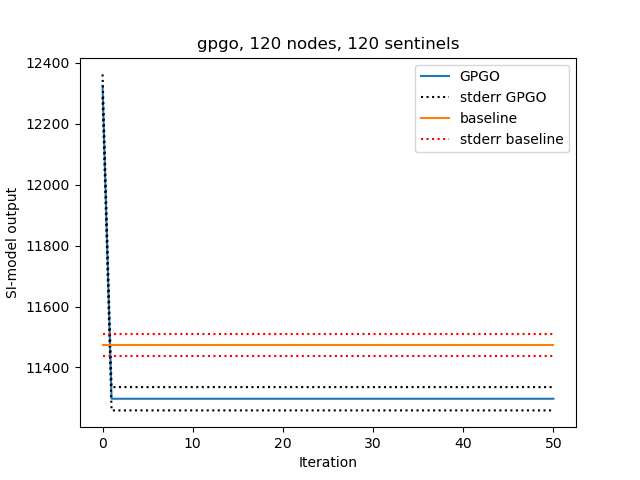 gpgo, 120 nodes, 120 sentinels
12400
12200
12000
11800
11600
11400
SI-model output
GPGO
stderr GPGO
baseline
stderr baseline
0 10 20 30 40 50
Iteration